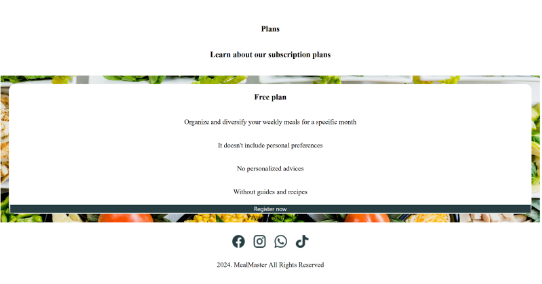 Plans
Learn about our subscription plans
Free plan
Organize and diversify your weekly meals for a specific month
It doesn't include personal preferences
No personalized advices
Without guides and recipes
Register now
2024. MealMaster All Rights Reserved